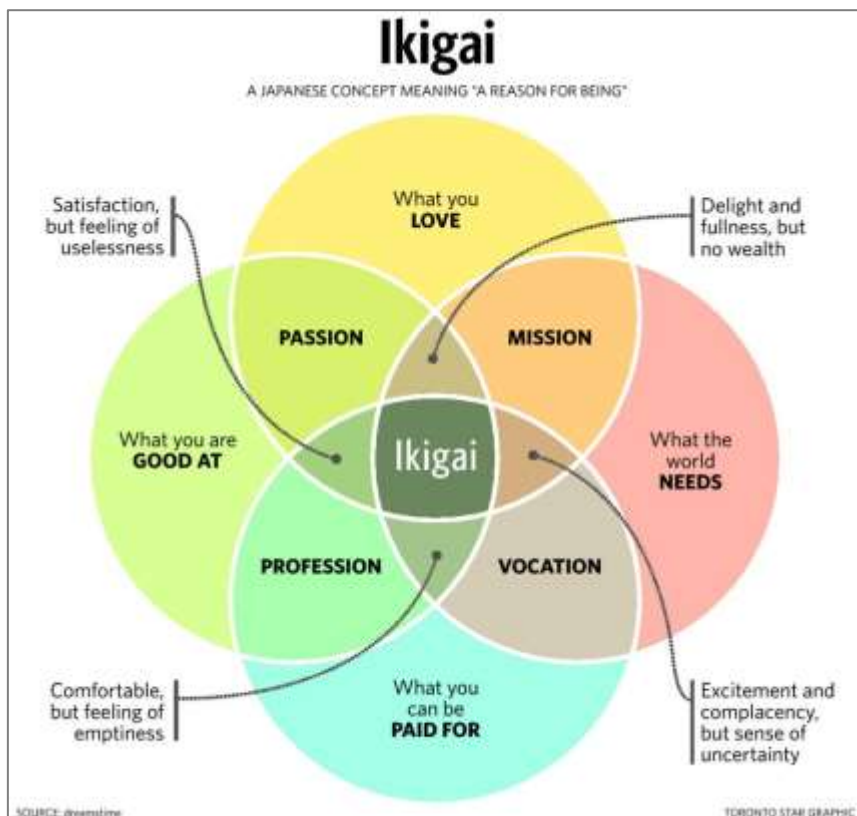 Ikigai
A JAPANESE CONCEPT MEANING "A REASON FOR BEING"
What you
LOVE
Satisfaction,
but feeling of
uselessness
Delight and
fullness, but
no wealth
PASSION
MISSION
What you are
GOOD AT
Ikigai
What the
world
NEEDS
PROFESSION
VOCATION
What you
can be
PAID FOR
Comfortable,
but feeling of
emptiness
Excitement and
complacency,
but sense of
uncertainty
SOURCE: dreamstime
TORONTO STAR GRAPHIC